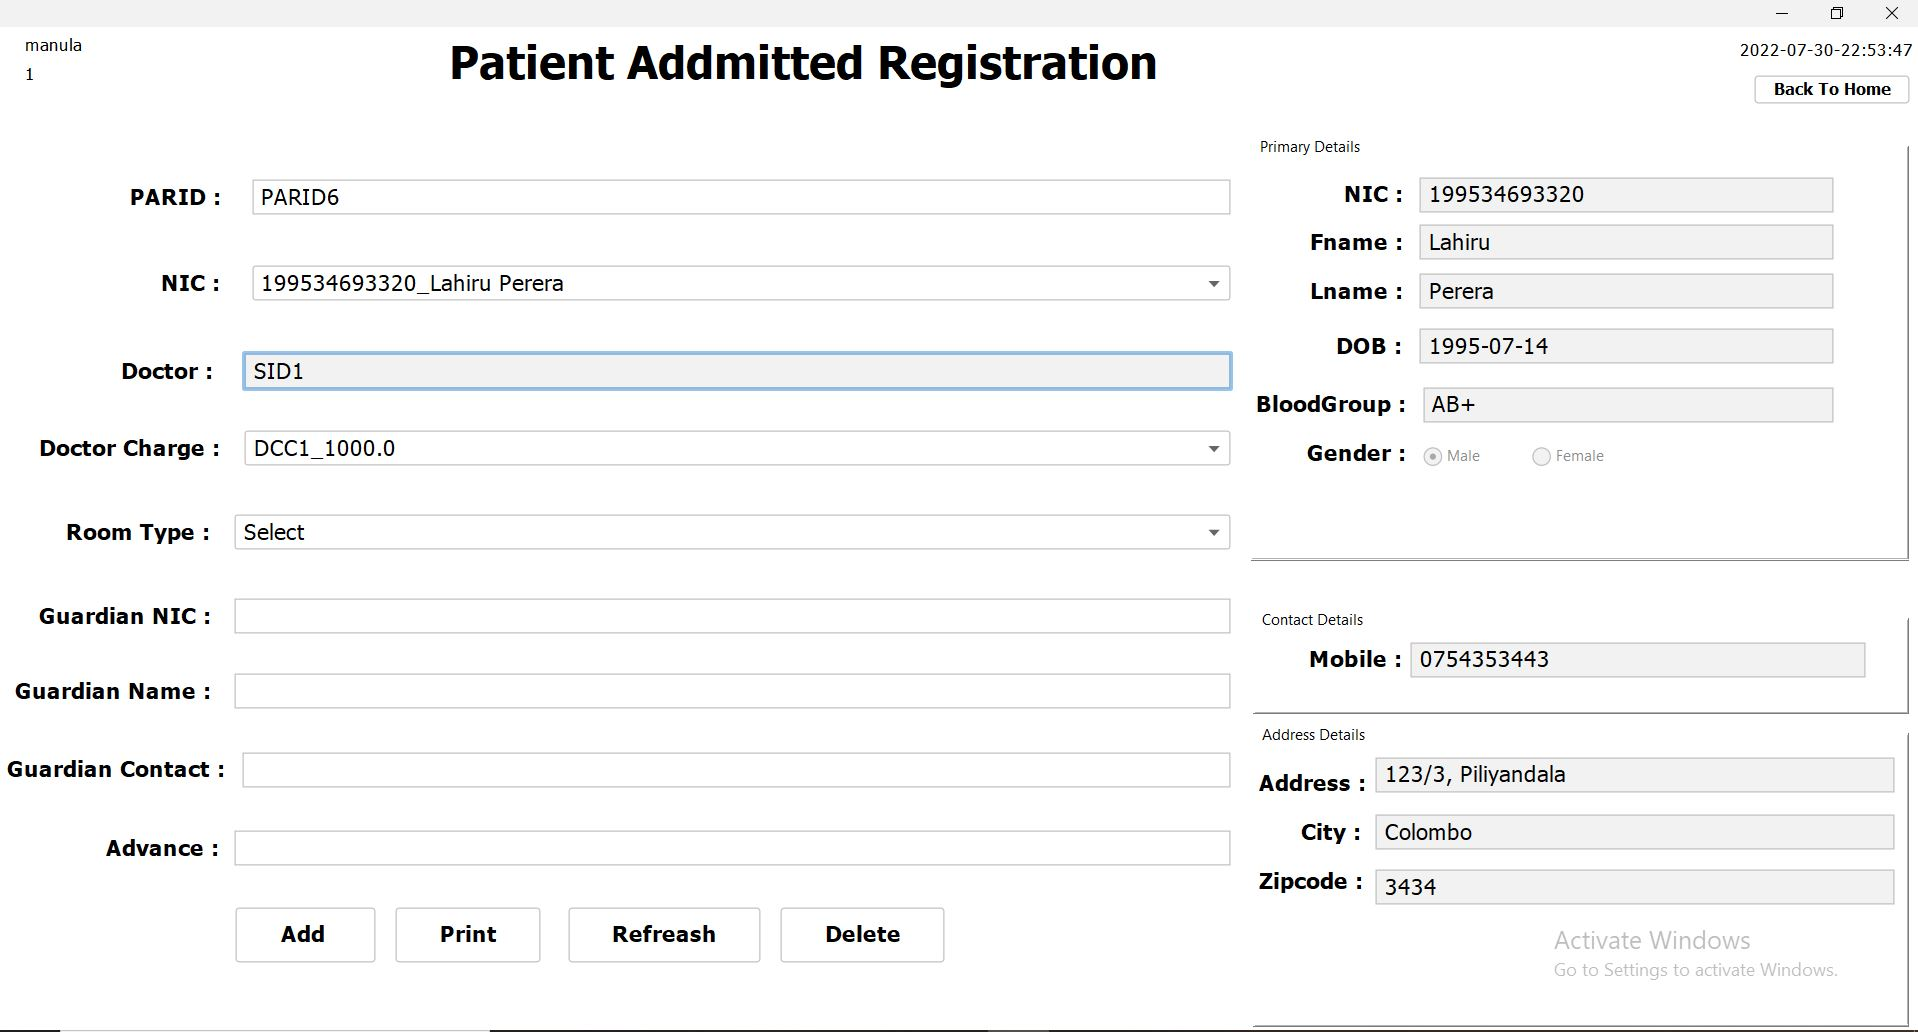 manula
1
Patient Addmitted Registration
2022-07-30-22:53:47
Back To Home
PARID : PARID6
NIC : 199534693320_Lahiru Perera
Doctor : SID1
Doctor Charge : DCC1_1000.0
Room Type : Select
Guardian NIC :
Guardian Name :
Guardian Contact :
Advance :
Add Print Refreash Delete
Primary Details
NIC : 199534693320
Fname : Lahiru
Lname : Perera
DOB : 1995-07-14
BloodGroup : AB+
Gender : Male Female
Contact Details
Mobile : 0754353443
Address Details
Address : 123/3, Piliyandala
City : Colombo
Zipcode : 3434
Activate Windows
Go to Settings to activate Windows.